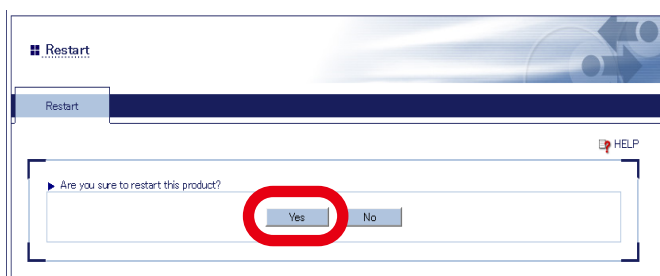 Restart
Restart
HELP
Are you sure to restart this product?
Yes No